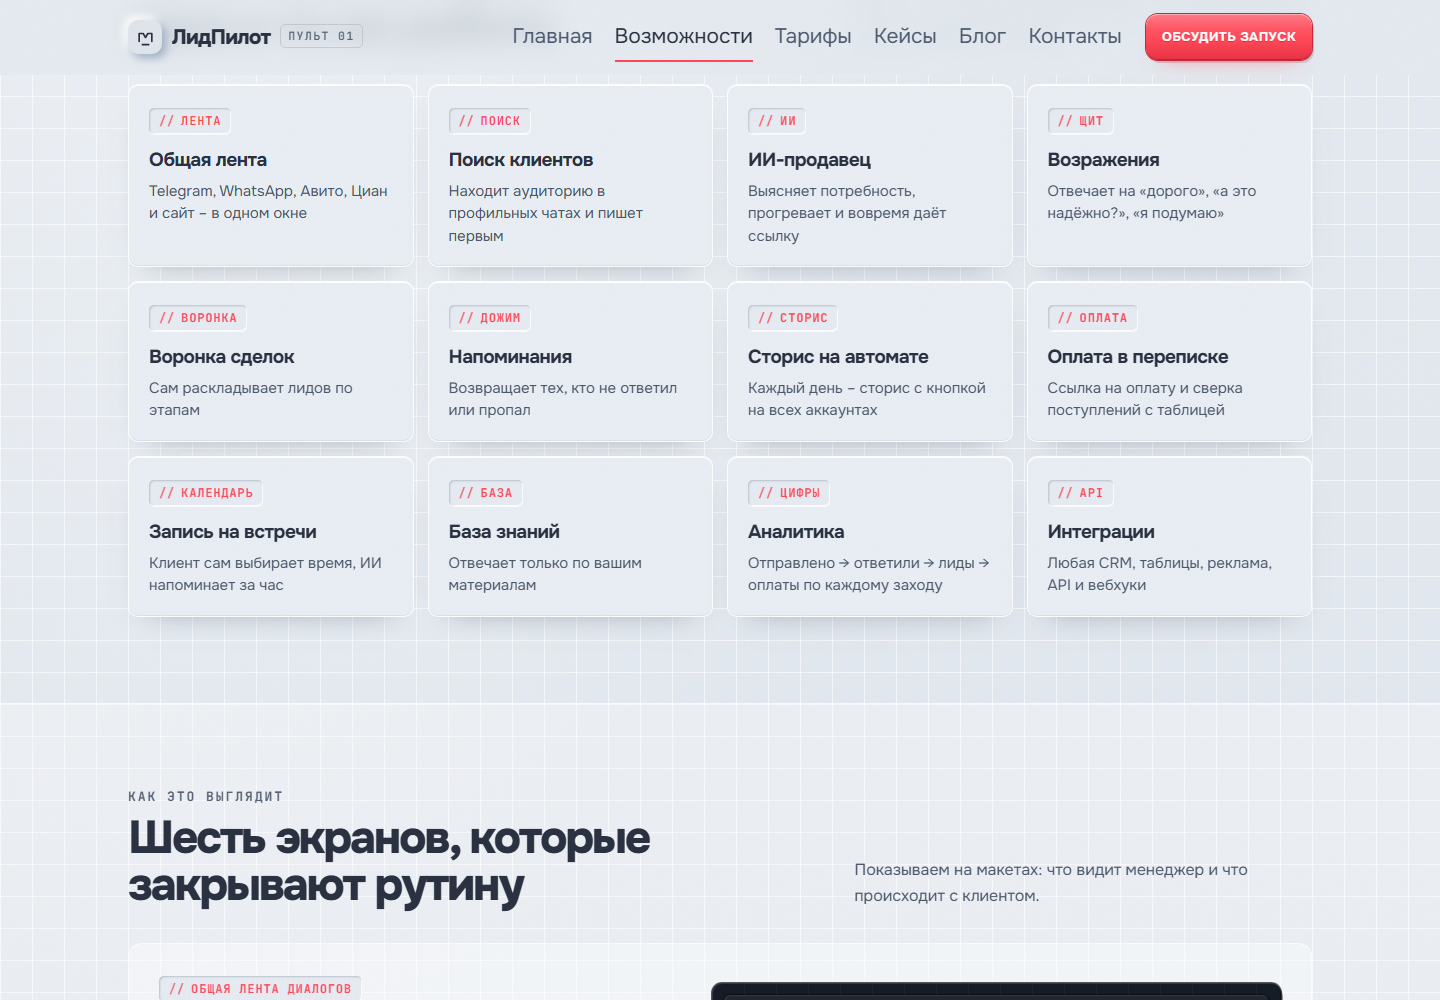 ЛидПилот
ПУЛЬТ 01
Главная
Возможности
Тарифы
Кейсы
Блог
Контакты
ОБСУДИТЬ ЗАПУСК
// ЛЕНТА
Общая лента
Telegram, WhatsApp, Авито, Циан
и сайт – в одном окне
// ПОИСК
Поиск клиентов
Находит аудиторию в
профильных чатах и пишет
первым
// ИИ
ИИ-продавец
Выясняет потребность,
прогревает и вовремя даёт
ссылку
// ЩИТ
Возражения
Отвечает на «дорого», «а это
надёжно?», «я подумаю»
// ВОРОНКА
Воронка сделок
Сам раскладывает лидов по
этапам
// ДОЖИМ
Напоминания
Возвращает тех, кто не ответил
или пропал
// СТОРИС
Сторис на автомате
Каждый день – сторис с кнопкой
на всех аккаунтах
// ОПЛАТА
Оплата в переписке
Ссылка на оплату и сверка
поступлений с таблицей
// КАЛЕНДАРЬ
Запись на встречи
Клиент сам выбирает время, ИИ
напоминает за час
// БАЗА
База знаний
Отвечает только по вашим
материалам
// ЦИФРЫ
Аналитика
Отправлено → ответили → лиды →
оплаты по каждому заходу
// API
Интеграции
Любая CRM, таблицы, реклама,
API и вебхуки
КАК ЭТО ВЫГЛЯДИТ
Шесть экранов, которые
закрывают рутину
Показываем на макетах: что видит менеджер и что
происходит с клиентом.
// ОБЩАЯ ЛЕНТА ДИАЛОГОВ